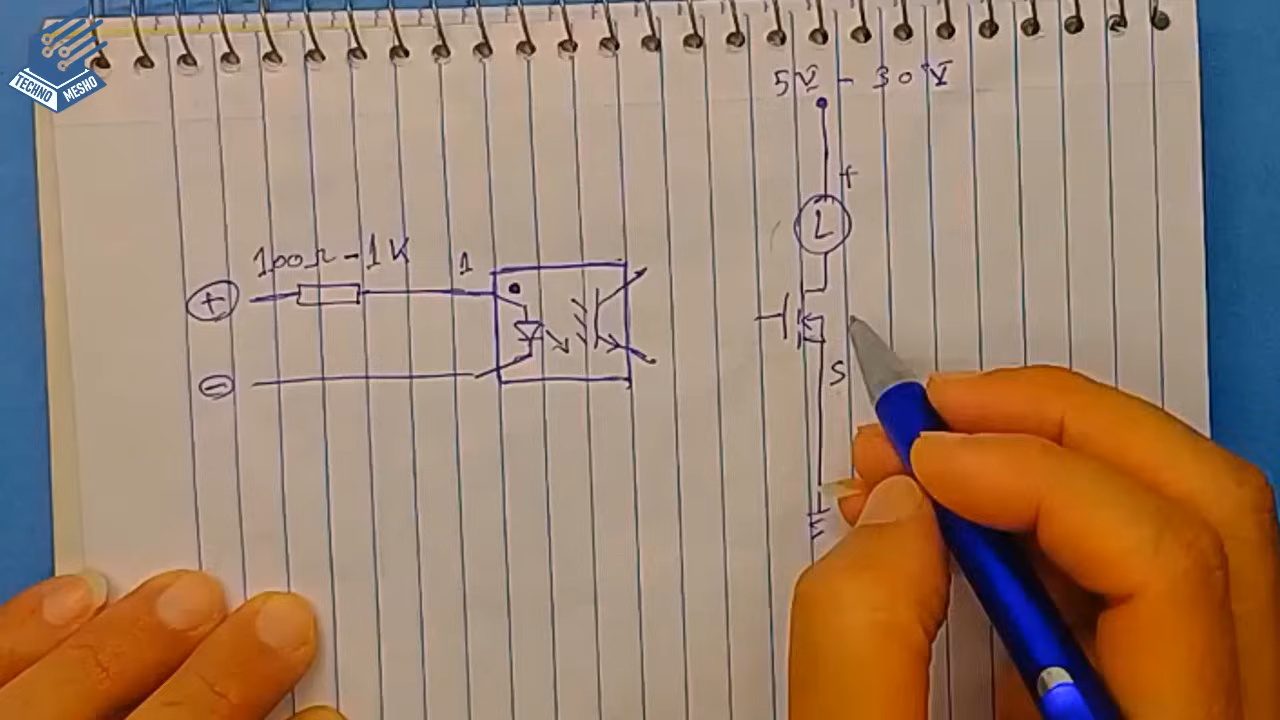 TECHNO
MESHO
5V - 30V
+
L
100Ω - 1K
1
+
-
S